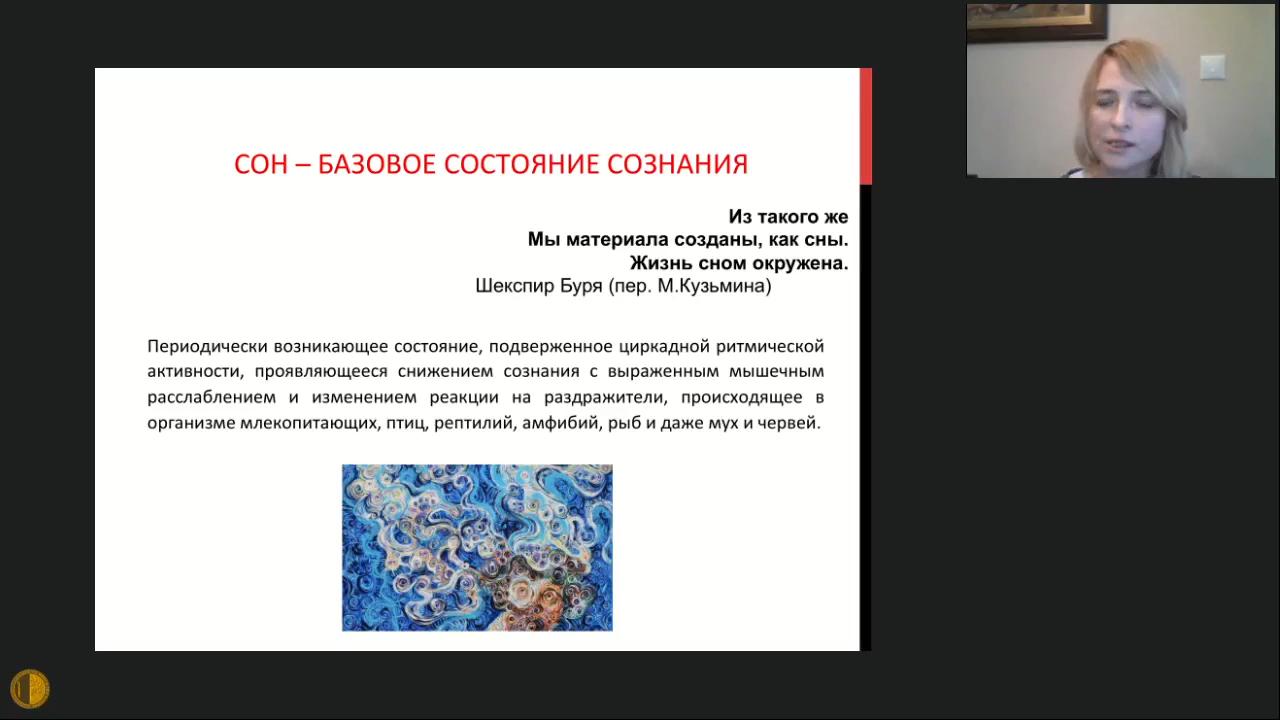 СОН – БАЗОВОЕ СОСТОЯНИЕ СОЗНАНИЯ
Из такого же
Мы материала созданы, как сны.
Жизнь сном окружена.
Шекспир Буря (пер. М.Кузьмина)
Периодически возникающее состояние, подверженное циркадной ритмической
активности, проявляющееся снижением сознания с выраженным мышечным
расслаблением и изменением реакции на раздражители, происходящее в
организме млекопитающих, птиц, рептилий, амфибий, рыб и даже мух и червей.